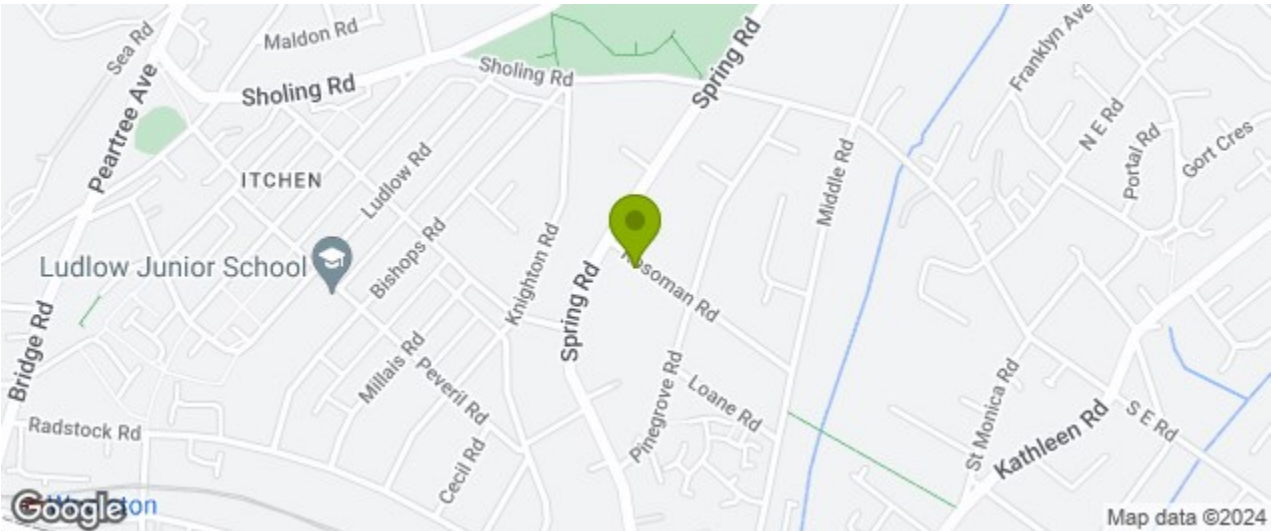 Sea Rd
Maldon Rd
Peartree Ave
Sholing Rd
Sholing Rd
Spring Rd
Franklyn Ave
N E Rd
Portal Rd
Gort Cres
ITCHEN
Ludlow Rd
Middle Rd
Ludlow Junior School
Bishops Rd
Knighton Rd
Spring Rd
soman Rd
Bridge Rd
Millais Rd
Peveril Rd
Pinegrove Rd
Loane Rd
St Monica Rd
Kathleen Rd
S E Rd
Radstock Rd
Cecil Rd
Google
Map data ©2024